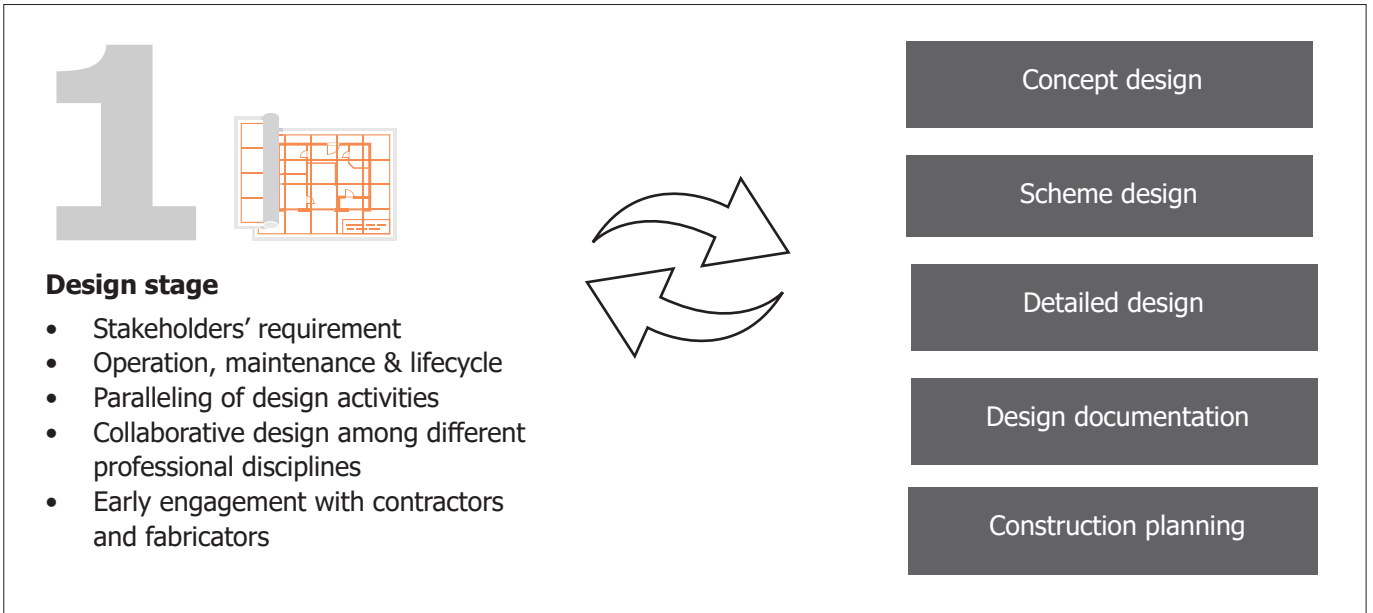 1
Design stage
• Stakeholders’ requirement
• Operation, maintenance & lifecycle
• Paralleling of design activities
• Collaborative design among different
professional disciplines
• Early engagement with contractors
and fabricators
Concept design
Scheme design
Detailed design
Design documentation
Construction planning